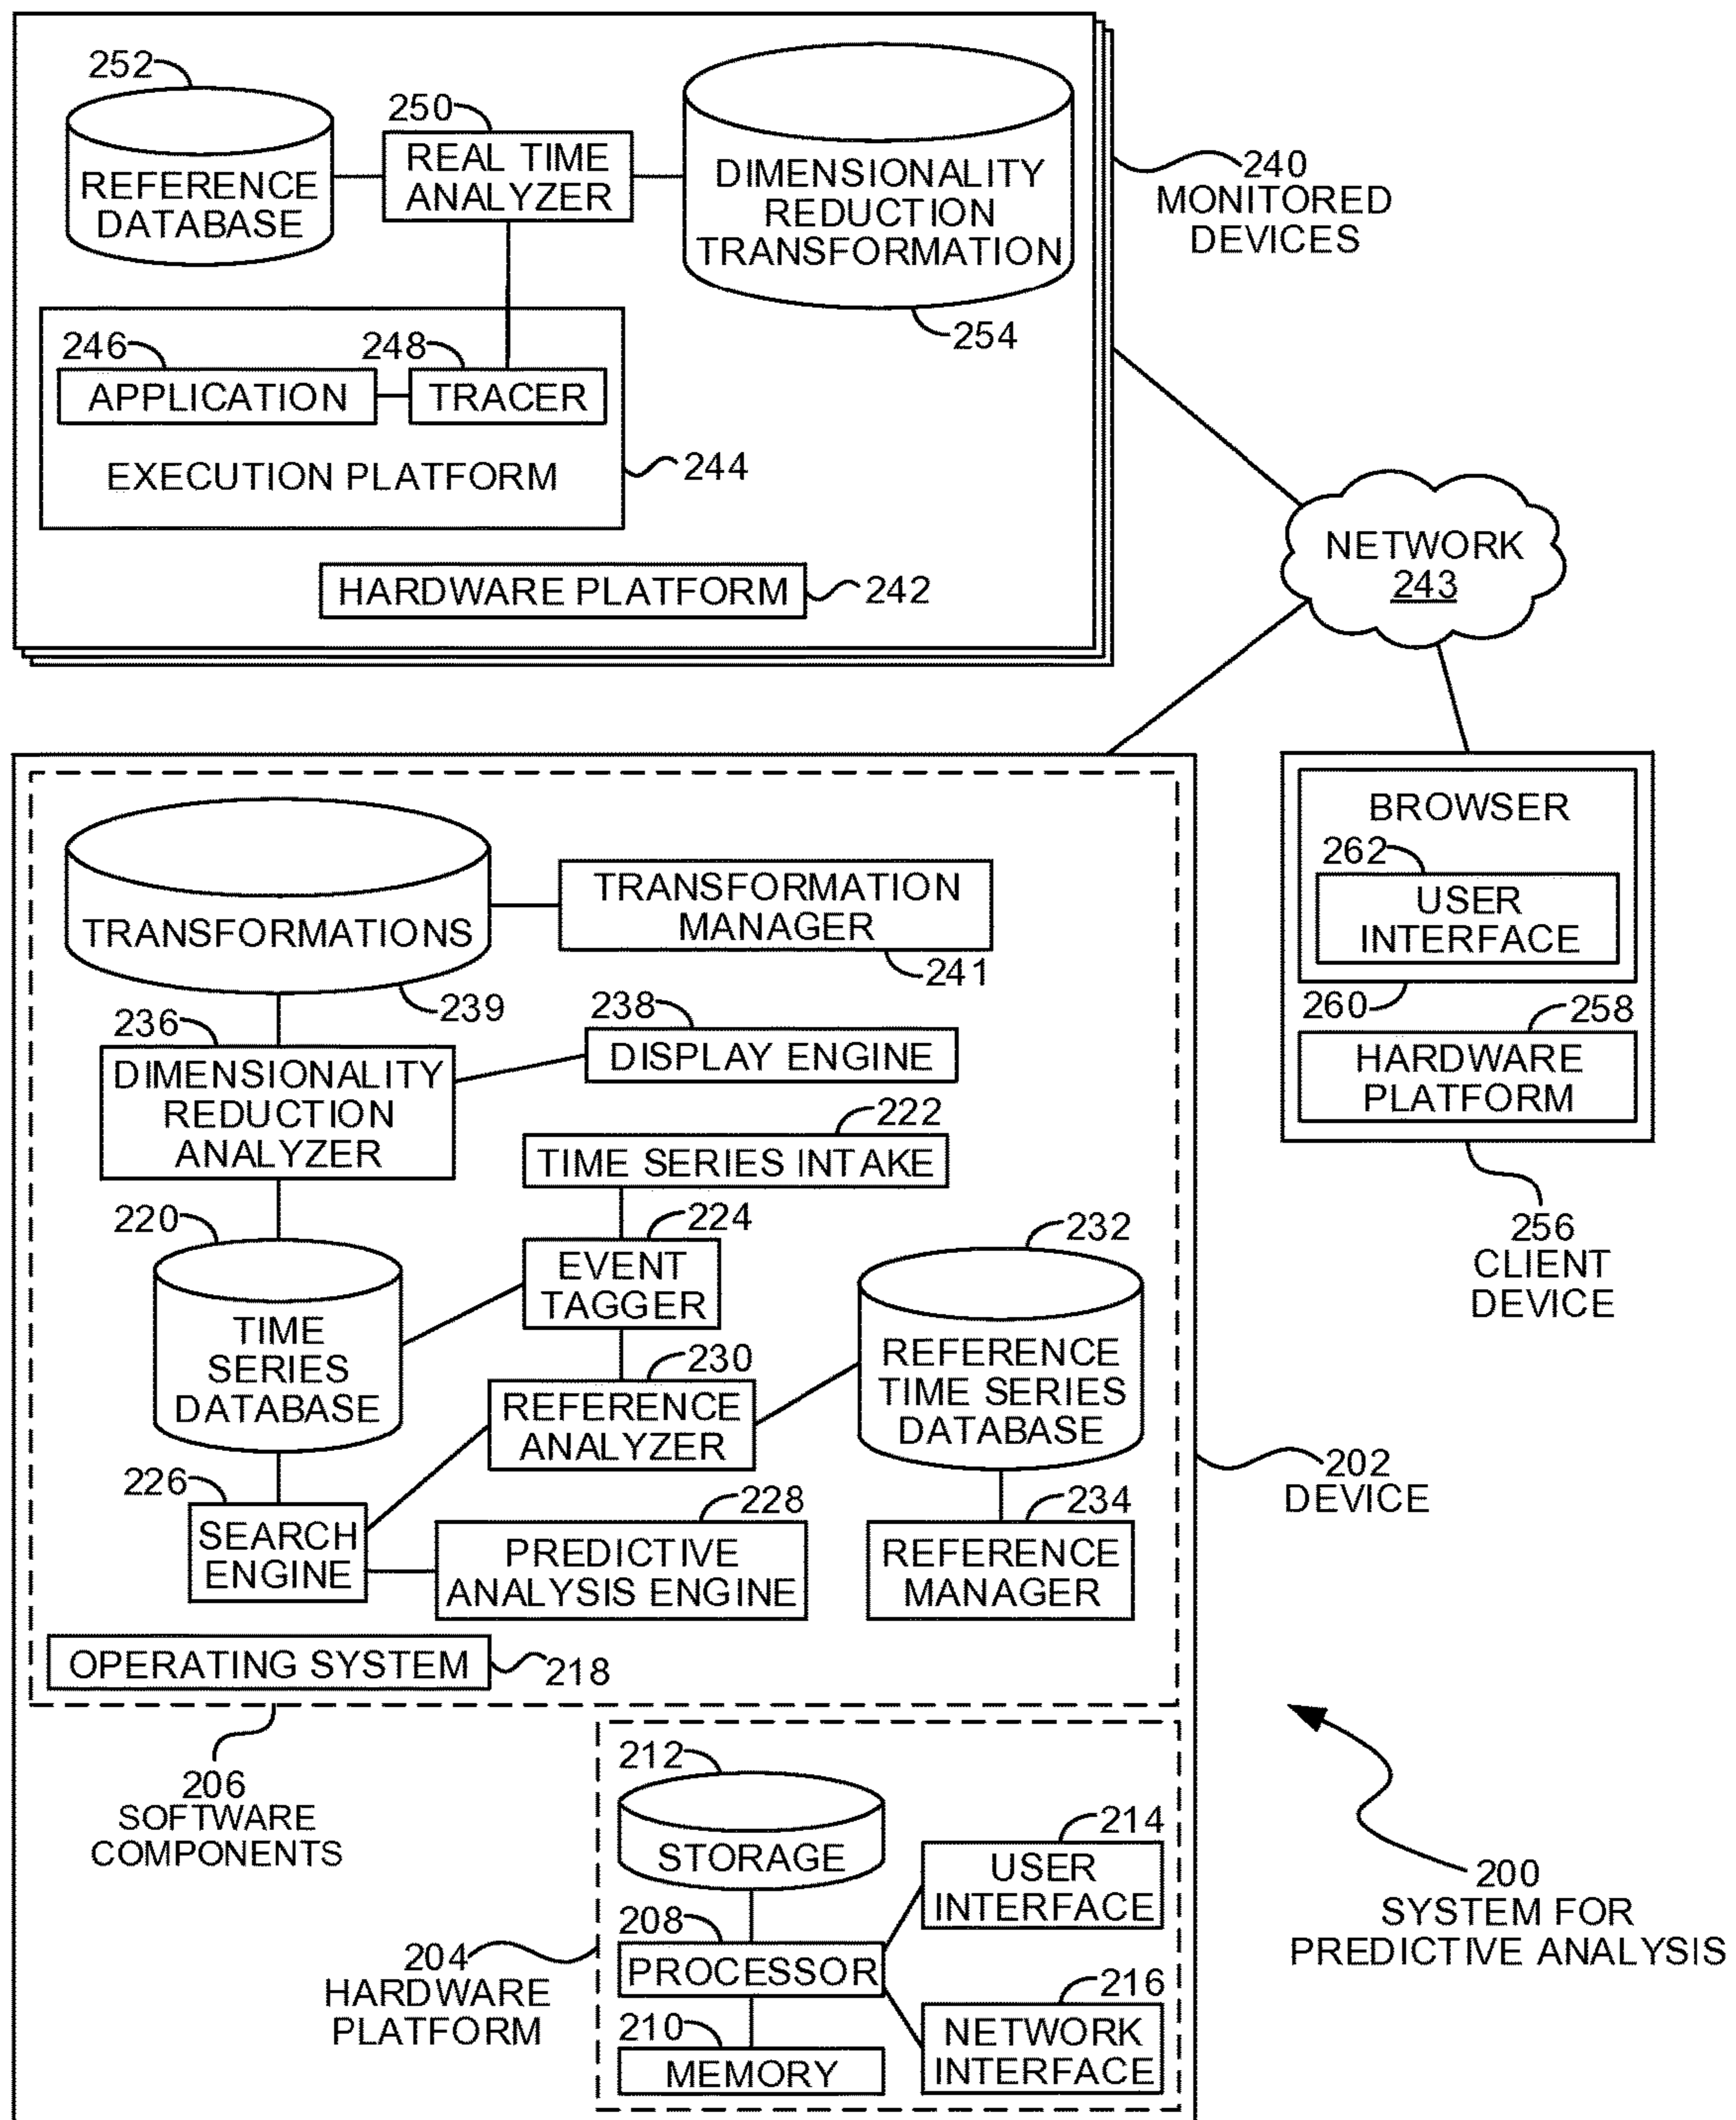 252
250
REFERENCE
DATABASE
REAL TIME
ANALYZER
DIMENSIONALITY
REDUCTION
TRANSFORMATION
254
240
MONITORED
DEVICES
246
248
APPLICATION
TRACER
EXECUTION PLATFORM
244
HARDWARE PLATFORM
242
NETWORK
243
TRANSFORMATIONS
239
TRANSFORMATION
MANAGER
241
236
DIMENSIONALITY
REDUCTION
ANALYZER
238
DISPLAY ENGINE
222
TIME SERIES INTAKE
220
TIME
SERIES
DATABASE
224
EVENT
TAGGER
232
REFERENCE
TIME SERIES
DATABASE
230
REFERENCE
ANALYZER
226
SEARCH
ENGINE
228
PREDICTIVE
ANALYSIS ENGINE
234
REFERENCE
MANAGER
OPERATING SYSTEM
218
206
SOFTWARE
COMPONENTS
BROWSER
262
USER
INTERFACE
260
258
HARDWARE
PLATFORM
256
CLIENT
DEVICE
202
DEVICE
212
STORAGE
214
USER
INTERFACE
208
PROCESSOR
204
HARDWARE
PLATFORM
216
NETWORK
INTERFACE
210
MEMORY
200
SYSTEM FOR
PREDICTIVE ANALYSIS